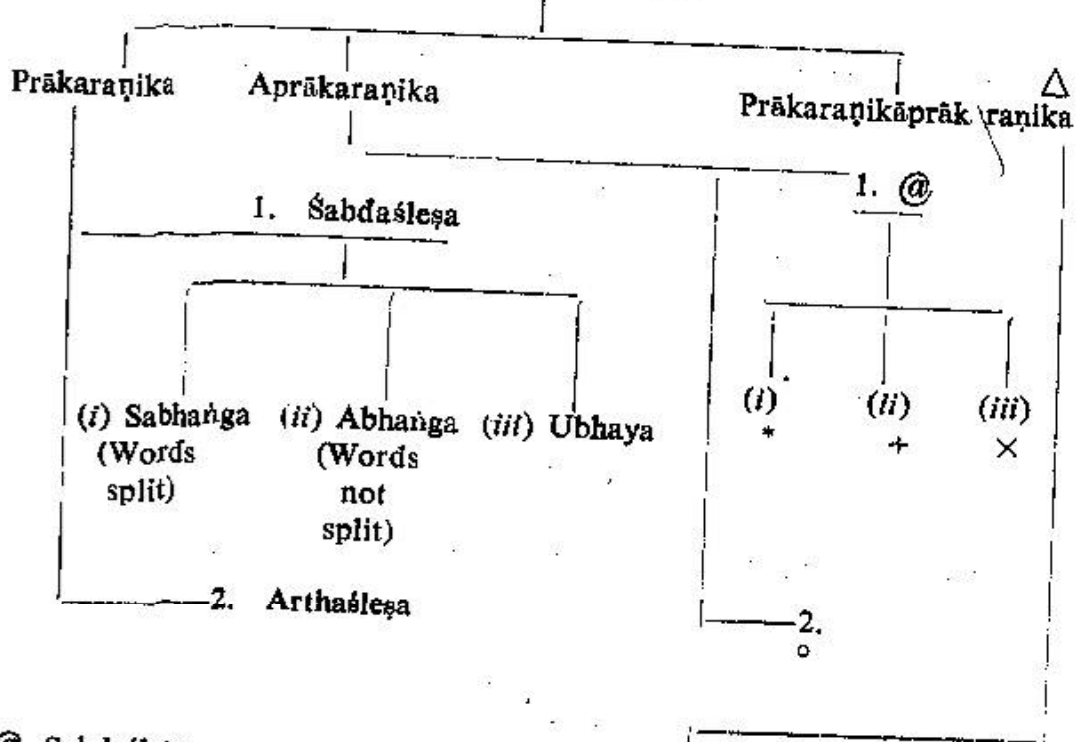 Prākaraṇika Aprākaraṇika Prākaraṇikāprāk raṇika △
1. Śabdaśleṣa 1. @
(i) Sabhaṅga (ii) Abhaṅga (iii) Ubhaya (i) (ii) (iii)
(Words (Words * + ×
split) not
split)
2. Arthaśleṣa 2.
o